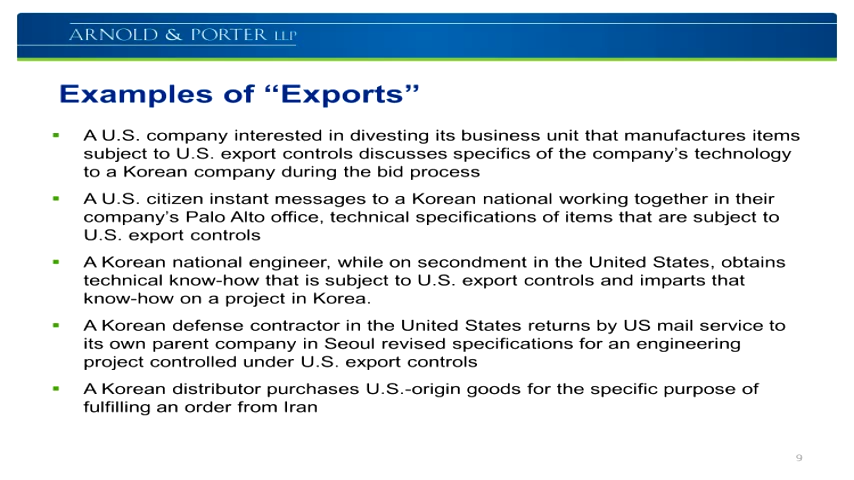 ARNOLD & PORTER LLP
Examples of “Exports”
▪ A U.S. company interested in divesting its business unit that manufactures items
subject to U.S. export controls discusses specifics of the company’s technology
to a Korean company during the bid process
▪ A U.S. citizen instant messages to a Korean national working together in their
company’s Palo Alto office, technical specifications of items that are subject to
U.S. export controls
▪ A Korean national engineer, while on secondment in the United States, obtains
technical know-how that is subject to U.S. export controls and imparts that
know-how on a project in Korea.
▪ A Korean defense contractor in the United States returns by US mail service to
its own parent company in Seoul revised specifications for an engineering
project controlled under U.S. export controls
▪ A Korean distributor purchases U.S.-origin goods for the specific purpose of
fulfilling an order from Iran
9